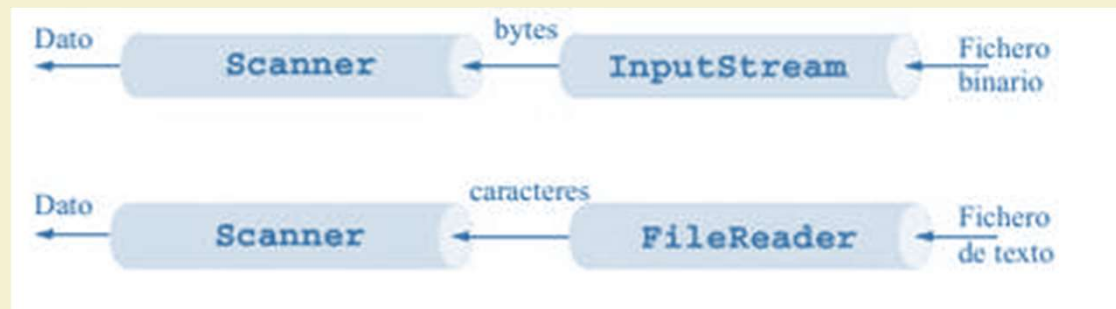 Dato
Scanner
bytes
InputStream
Fichero
binario
Dato
Scanner
caracteres
FileReader
Fichero
de texto